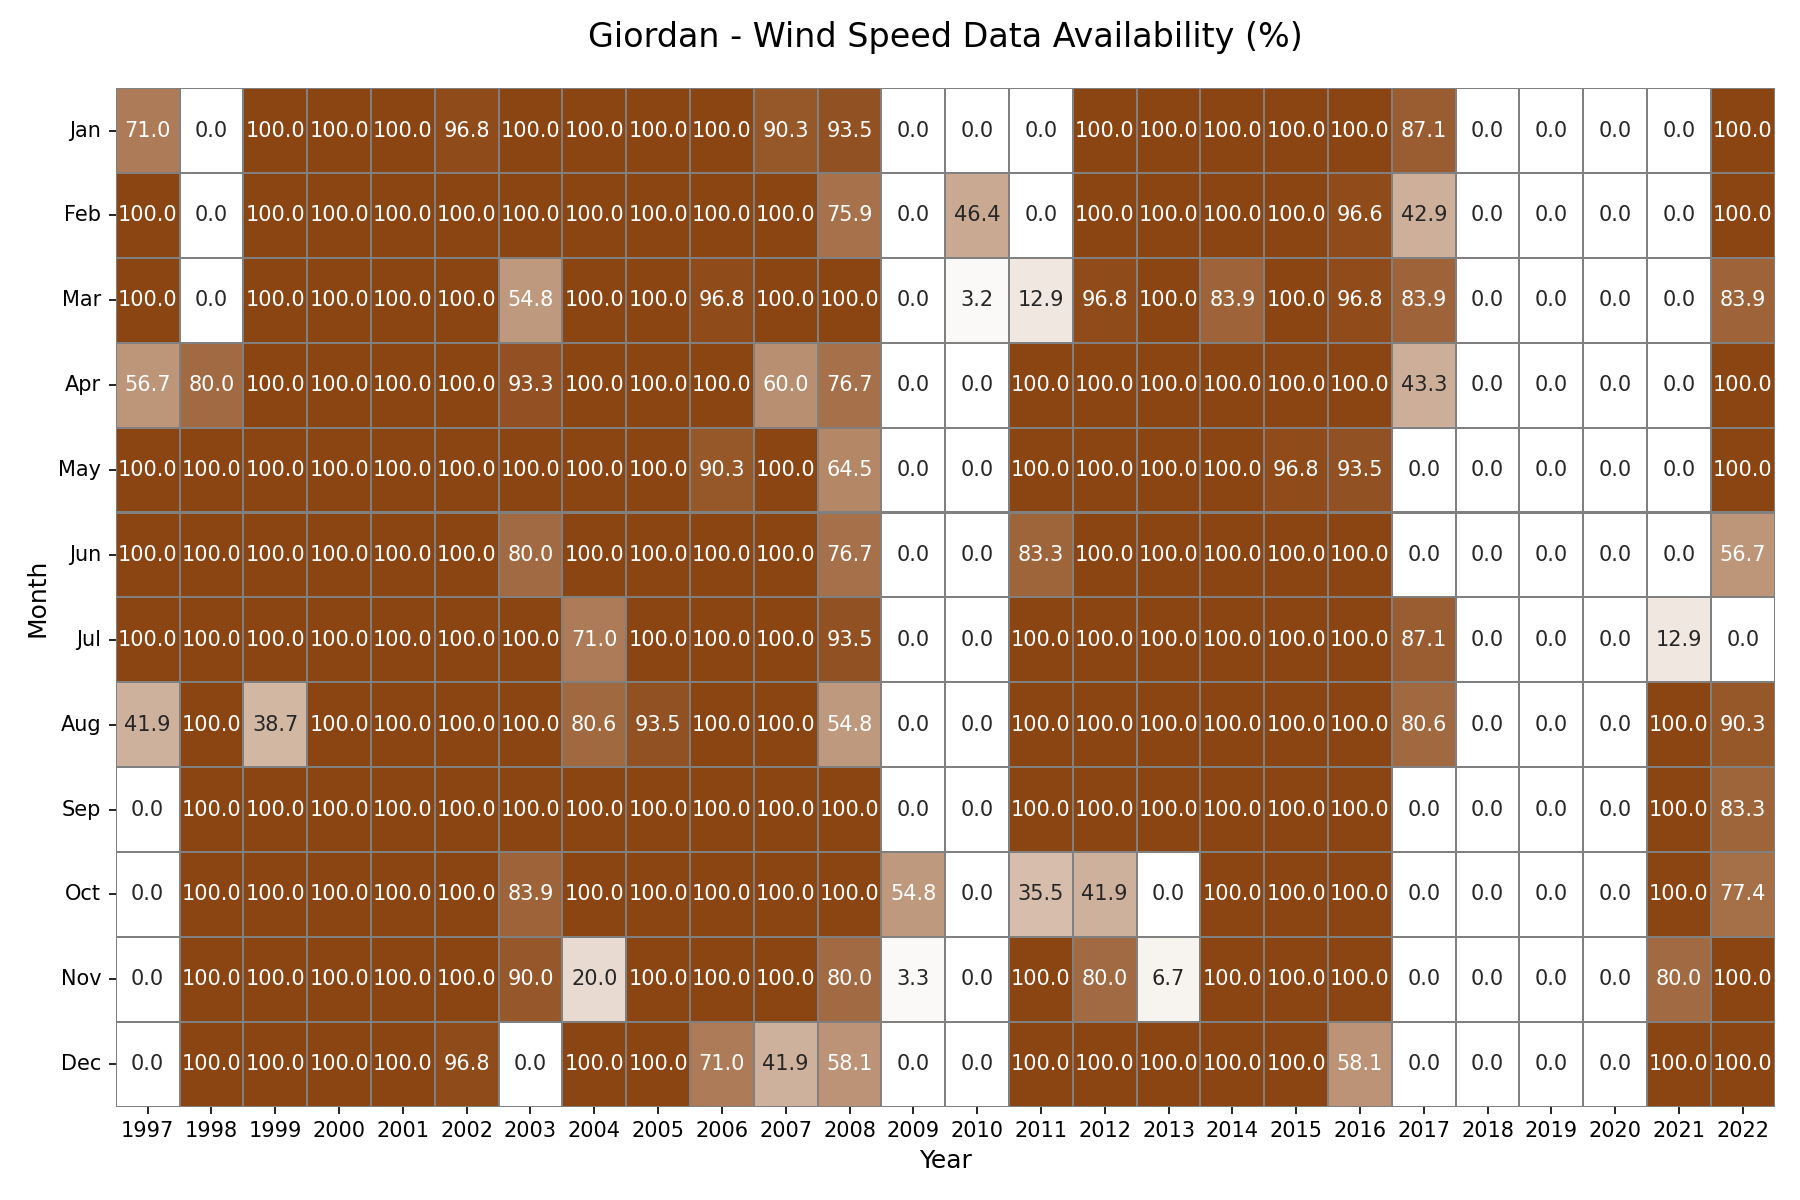 Giordan - Wind Speed Data Availability (%)
Jan 71.0 0.0 100.0 100.0 100.0 96.8 100.0 100.0 100.0 100.0 90.3 93.5 0.0 0.0 0.0 100.0 100.0 100.0 100.0 100.0 87.1 0.0 0.0 0.0 0.0 100.0
Feb 100.0 0.0 100.0 100.0 100.0 100.0 100.0 100.0 100.0 100.0 100.0 75.9 0.0 46.4 0.0 100.0 100.0 100.0 100.0 96.6 42.9 0.0 0.0 0.0 0.0 100.0
Mar 100.0 0.0 100.0 100.0 100.0 100.0 54.8 100.0 100.0 96.8 100.0 100.0 0.0 3.2 12.9 96.8 100.0 83.9 100.0 96.8 83.9 0.0 0.0 0.0 0.0 83.9
Apr 56.7 80.0 100.0 100.0 100.0 100.0 93.3 100.0 100.0 100.0 60.0 76.7 0.0 0.0 100.0 100.0 100.0 100.0 100.0 100.0 43.3 0.0 0.0 0.0 0.0 100.0
May 100.0 100.0 100.0 100.0 100.0 100.0 100.0 100.0 100.0 90.3 100.0 64.5 0.0 0.0 100.0 100.0 100.0 100.0 96.8 93.5 0.0 0.0 0.0 0.0 0.0 100.0
Jun 100.0 100.0 100.0 100.0 100.0 100.0 80.0 100.0 100.0 100.0 100.0 76.7 0.0 0.0 83.3 100.0 100.0 100.0 100.0 100.0 0.0 0.0 0.0 0.0 0.0 56.7
Jul 100.0 100.0 100.0 100.0 100.0 100.0 100.0 71.0 100.0 100.0 100.0 93.5 0.0 0.0 100.0 100.0 100.0 100.0 100.0 100.0 87.1 0.0 0.0 0.0 12.9 0.0
Aug 41.9 100.0 38.7 100.0 100.0 100.0 100.0 80.6 93.5 100.0 100.0 54.8 0.0 0.0 100.0 100.0 100.0 100.0 100.0 100.0 80.6 0.0 0.0 0.0 100.0 90.3
Sep 0.0 100.0 100.0 100.0 100.0 100.0 100.0 100.0 100.0 100.0 100.0 100.0 0.0 0.0 100.0 100.0 100.0 100.0 100.0 100.0 0.0 0.0 0.0 0.0 100.0 83.3
Oct 0.0 100.0 100.0 100.0 100.0 100.0 83.9 100.0 100.0 100.0 100.0 100.0 54.8 0.0 35.5 41.9 0.0 100.0 100.0 100.0 0.0 0.0 0.0 0.0 100.0 77.4
Nov 0.0 100.0 100.0 100.0 100.0 100.0 90.0 20.0 100.0 100.0 100.0 80.0 3.3 0.0 100.0 80.0 6.7 100.0 100.0 100.0 0.0 0.0 0.0 0.0 80.0 100.0
Dec 0.0 100.0 100.0 100.0 100.0 96.8 0.0 100.0 100.0 71.0 41.9 58.1 0.0 0.0 100.0 100.0 100.0 100.0 100.0 58.1 0.0 0.0 0.0 0.0 100.0 100.0
1997 1998 1999 2000 2001 2002 2003 2004 2005 2006 2007 2008 2009 2010 2011 2012 2013 2014 2015 2016 2017 2018 2019 2020 2021 2022
Year
Month